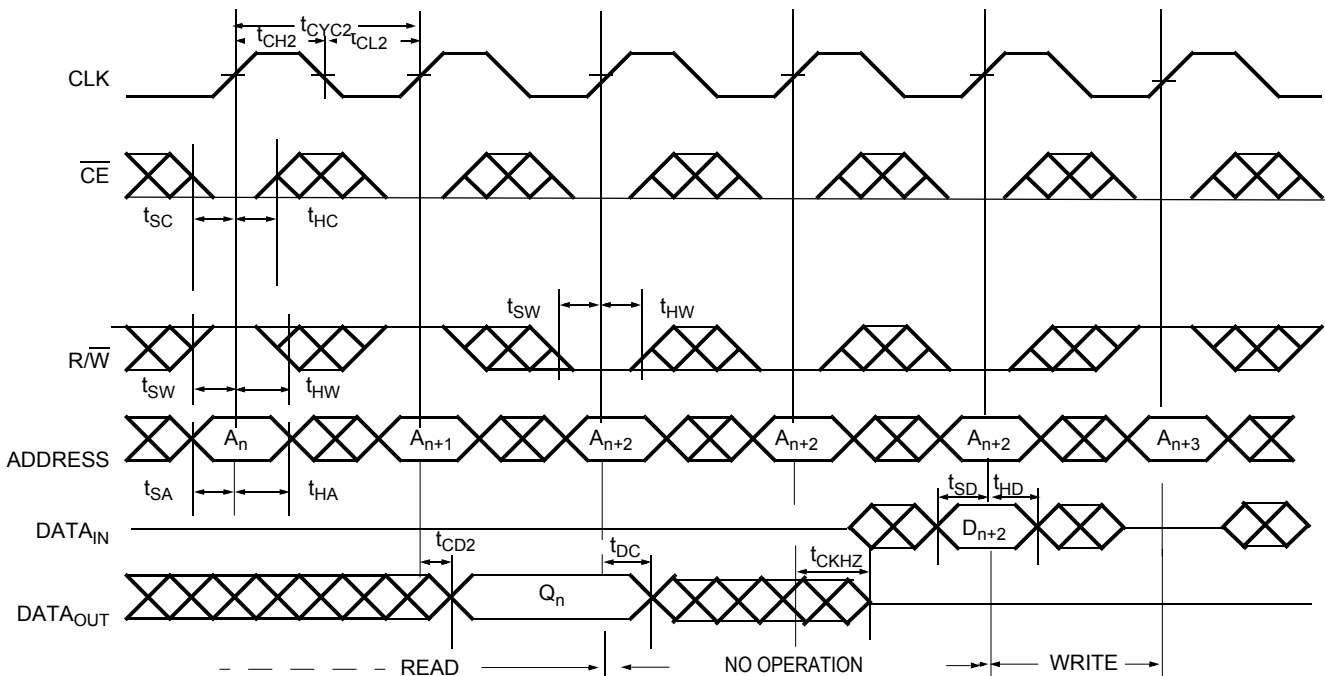 tCYC2
tCH2 tCL2
CLK
CE
tSC tHC
tSW tHW
R/W
tSW tHW
ADDRESS An An+1 An+2 An+2 An+2 An+3
tSA tHA tSD tHD
DATAIN Dn+2
tCD2 tDC tCKHZ
DATAOUT Qn
READ NO OPERATION WRITE